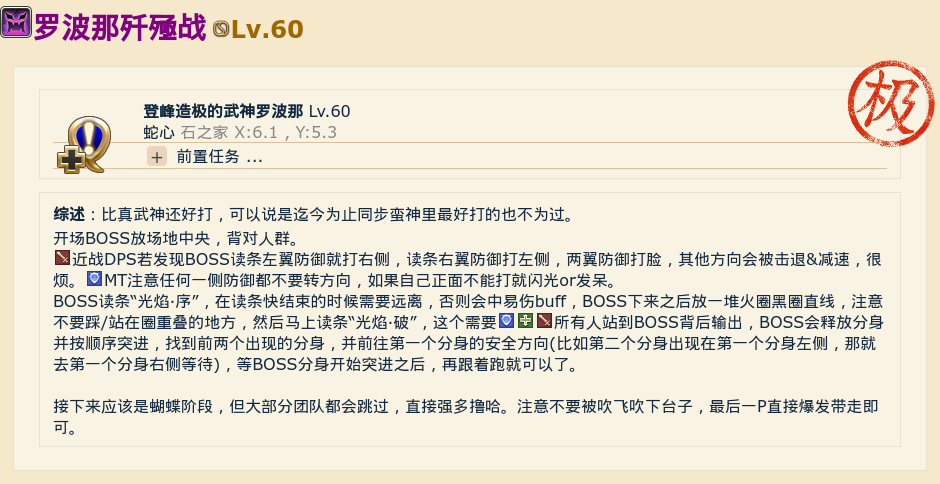 罗波那歼殛战 Lv.60
极
登峰造极的武神罗波那 Lv.60
蛇心 石之家 X:6.1，Y:5.3
+ 前置任务 ...
综述：比真武神还好打，可以说是迄今为止同步蛮神里最好打的也不为过。
开场BOSS放场地中央，背对人群。
近战DPS若发现BOSS读条左翼防御就打右侧，读条右翼防御打左侧，两翼防御打脸，其他方向会被击退&减速，很
烦。MT注意任何一侧防御都不要转方向，如果自己正面不能打就闪光or发呆。
BOSS读条“光焰·序”，在读条快结束的时候需要远离，否则会中易伤buff，BOSS下来之后放一堆火圈黑圈直线，注意
不要踩/站在圈重叠的地方，然后马上读条“光焰·破”，这个需要所有人站到BOSS背后输出，BOSS会释放分身
并按顺序突进，找到前两个出现的分身，并前往第一个分身的安全方向(比如第二个分身出现在第一个分身左侧，那就
去第一个分身右侧等待)，等BOSS分身开始突进之后，再跟着跑就可以了。
接下来应该是蝴蝶阶段，但大部分团队都会跳过，直接强多撸哈。注意不要被吹飞吹下台子，最后一P直接爆发带走即
可。